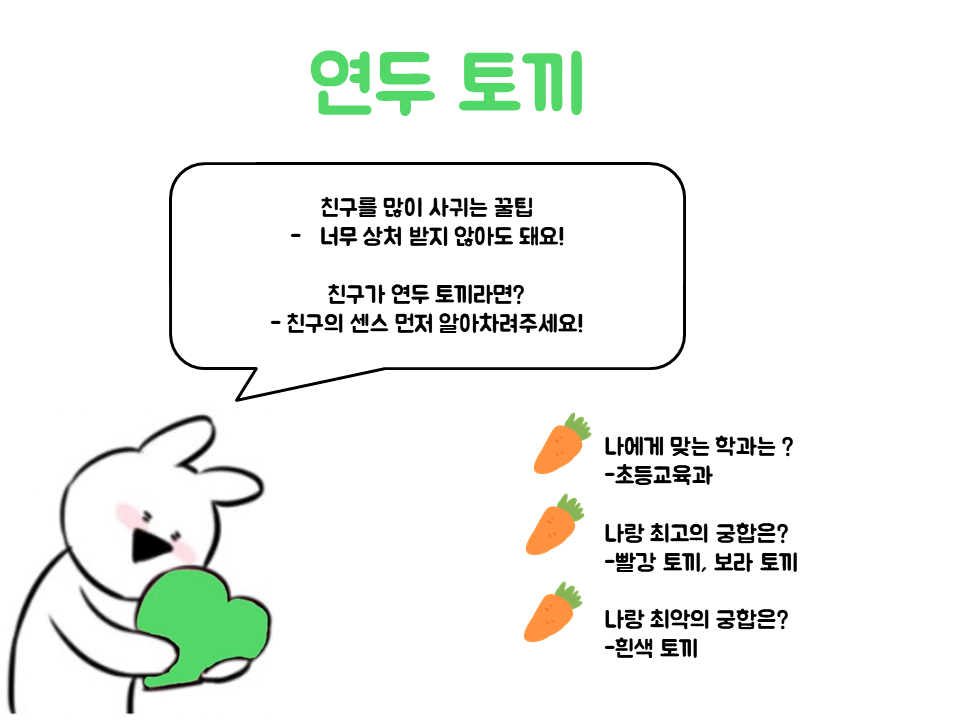 연두 토끼
친구를 많이 사귀는 꿀팁
- 너무 상처 받지 않아도 돼요!
친구가 연두 토끼라면?
- 친구의 센스 먼저 알아차려주세요!
나에게 맞는 학과는 ?
-초등교육과
나랑 최고의 궁합은?
-빨강 토끼, 보라 토끼
나랑 최악의 궁합은?
-흰색 토끼